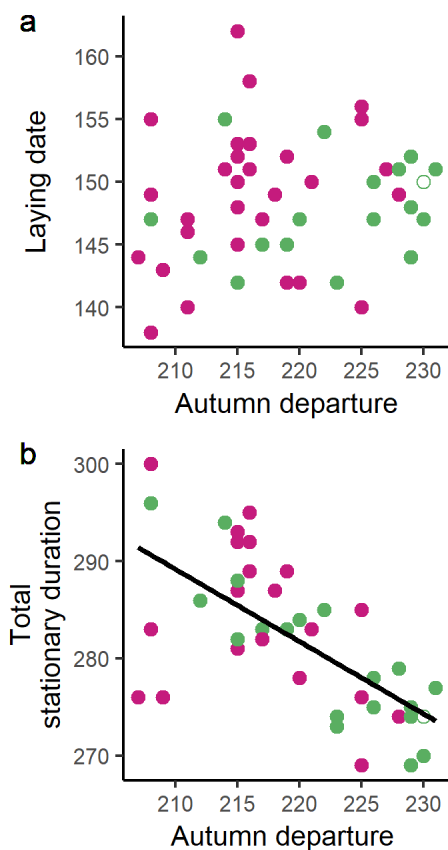 a
160
155
150
145
140
Laying date
210 215 220 225 230
Autumn departure
b
300
290
280
270
Total
stationary duration
210 215 220 225 230
Autumn departure